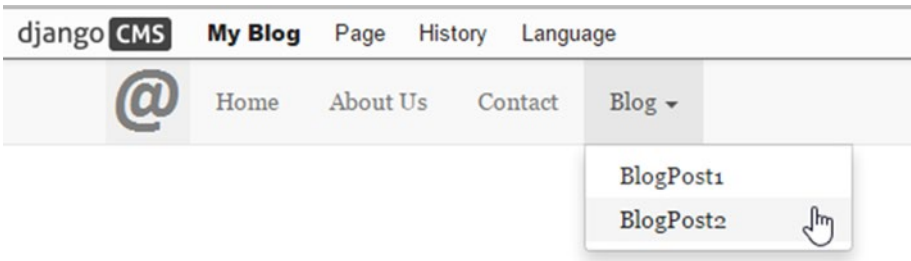 django CMS My Blog Page History Language
@ Home About Us Contact Blog
BlogPost1
BlogPost2